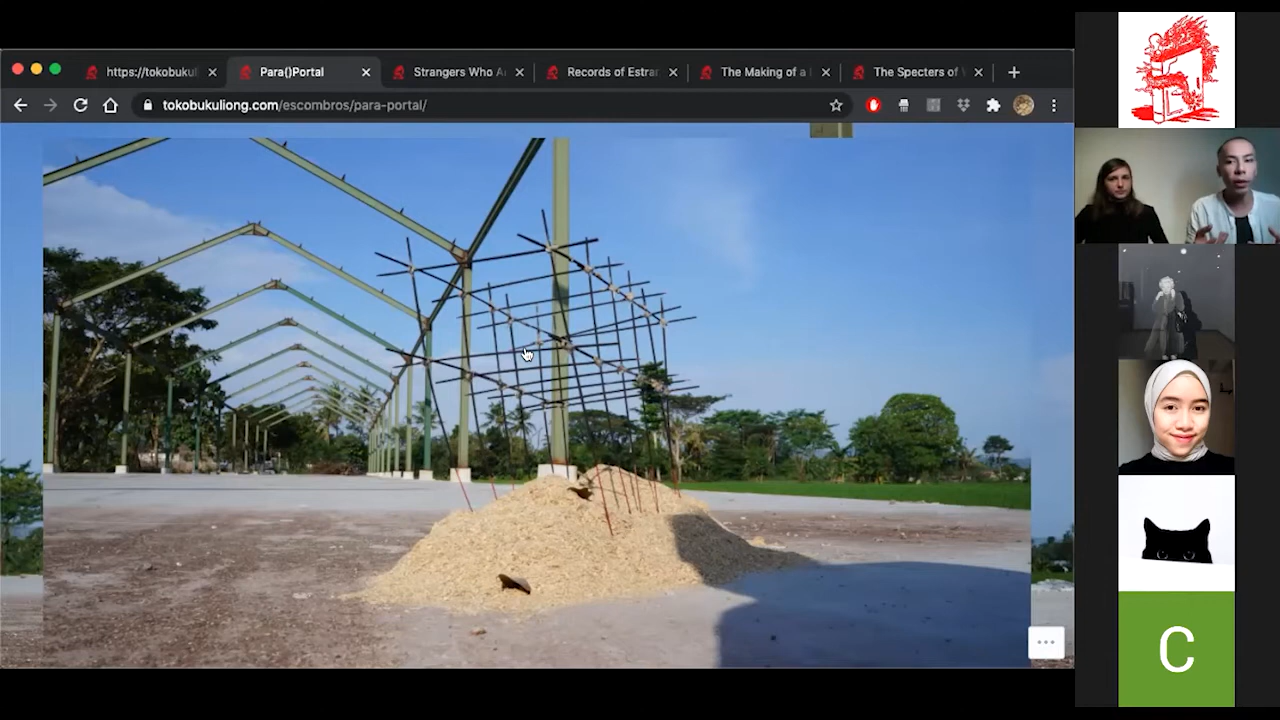 https://tokobukul
Para()Portal
Strangers Who A
Records of Estra
The Making of a
The Specters of
tokobukuliong.com/escombros/para-portal/
C